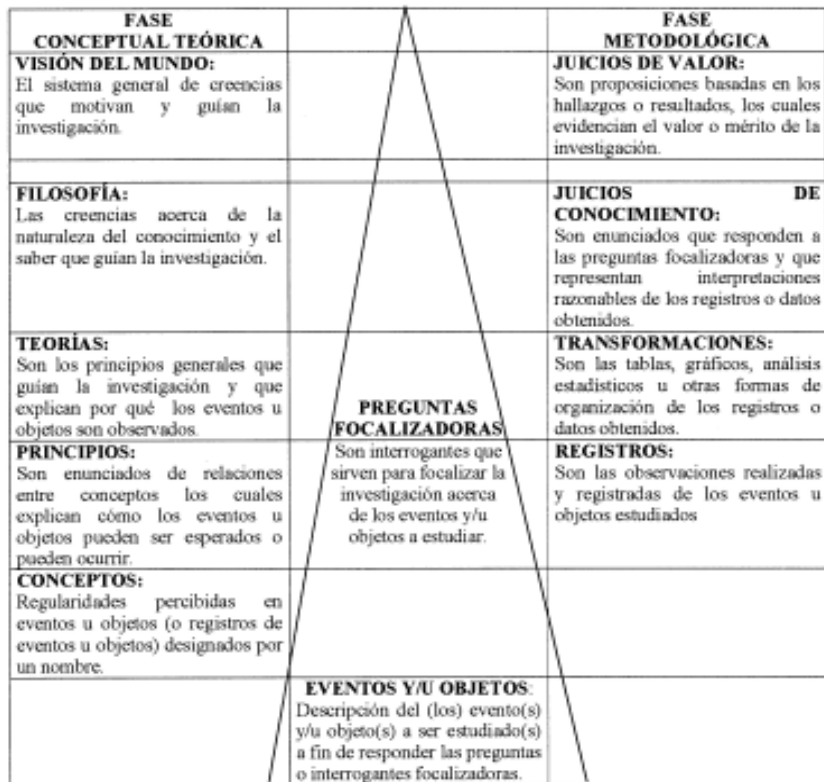 FASE
CONCEPTUAL TEÓRICA
VISIÓN DEL MUNDO:
El sistema general de creencias
que motivan y guían la
investigación.
FILOSOFÍA:
Las creencias acerca de la
naturaleza del conocimiento y el
saber que guían la investigación.
TEORÍAS:
Son los principios generales que
guían la investigación y que
explican por qué los eventos u
objetos son observados.
PRINCIPIOS:
Son enunciados de relaciones
entre conceptos los cuales
explican cómo los eventos u
objetos pueden ser esperados o
pueden ocurrir.
CONCEPTOS:
Regularidades percibidas en
eventos u objetos (o registros de
eventos u objetos) designados por
un nombre.
PREGUNTAS
FOCALIZADORAS
Son interrogantes que
sirven para focalizar la
investigación acerca
de los eventos y/u
objetos a estudiar.
EVENTOS Y/U OBJETOS:
Descripción del (los) evento(s)
y/u objeto(s) a ser estudiado(s)
a fin de responder las preguntas
o interrogantes focalizadoras.
FASE
METODOLÓGICA
JUICIOS DE VALOR:
Son proposiciones basadas en los
hallazgos o resultados, los cuales
evidencian el valor o mérito de la
investigación.
JUICIOS DE
CONOCIMIENTO:
Son enunciados que responden a
las preguntas focalizadoras y que
representan interpretaciones
razonables de los registros o datos
obtenidos.
TRANSFORMACIONES:
Son las tablas, gráficos, análisis
estadísticos u otras formas de
organización de los registros o
datos obtenidos.
REGISTROS:
Son las observaciones realizadas
y registradas de los eventos u
objetos estudiados